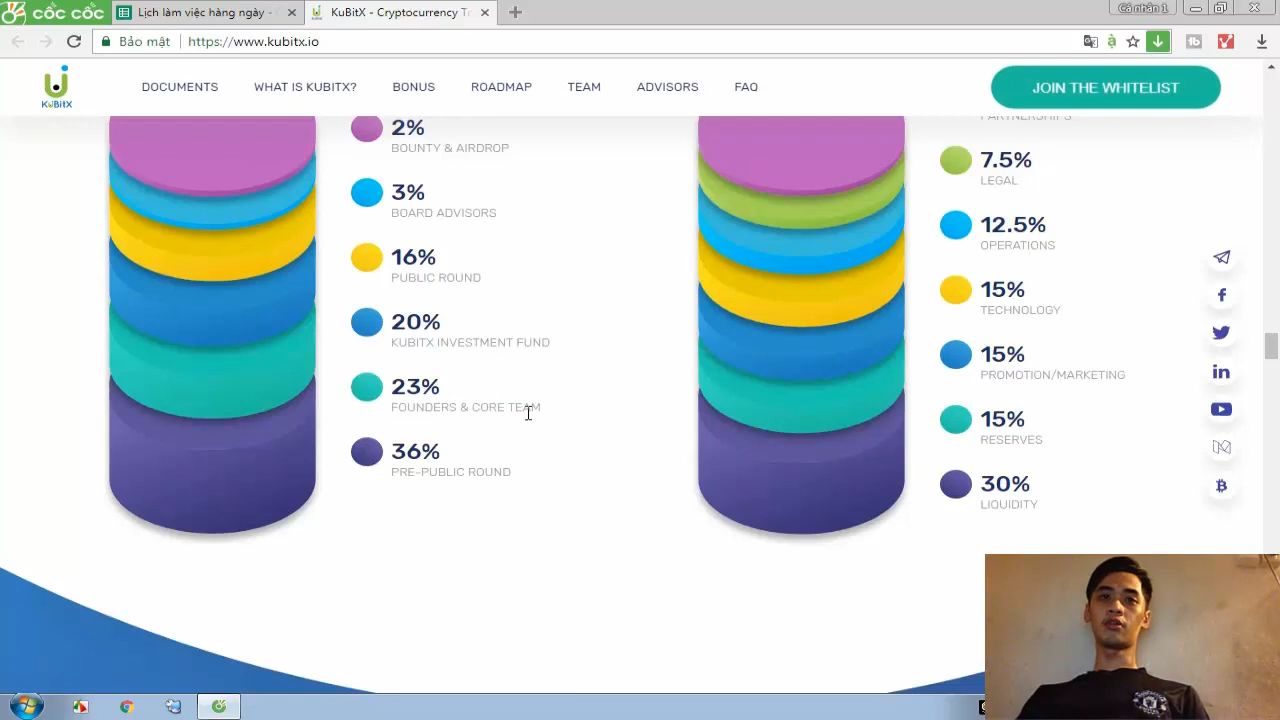 cốc cốc
Lịch làm việc hàng ngày -
KuBitX - Cryptocurrency T
Cá nhân 1
Bảo mật
https://www.kubitx.io
KuBitX
DOCUMENTS
WHAT IS KUBITX?
BONUS
ROADMAP
TEAM
ADVISORS
FAQ
JOIN THE WHITELIST
2%
BOUNTY & AIRDROP
3%
BOARD ADVISORS
16%
PUBLIC ROUND
20%
KUBITX INVESTMENT FUND
23%
FOUNDERS & CORE TEAM
36%
PRE-PUBLIC ROUND
PARTNERSHIPS
7.5%
LEGAL
12.5%
OPERATIONS
15%
TECHNOLOGY
15%
PROMOTION/MARKETING
15%
RESERVES
30%
LIQUIDITY